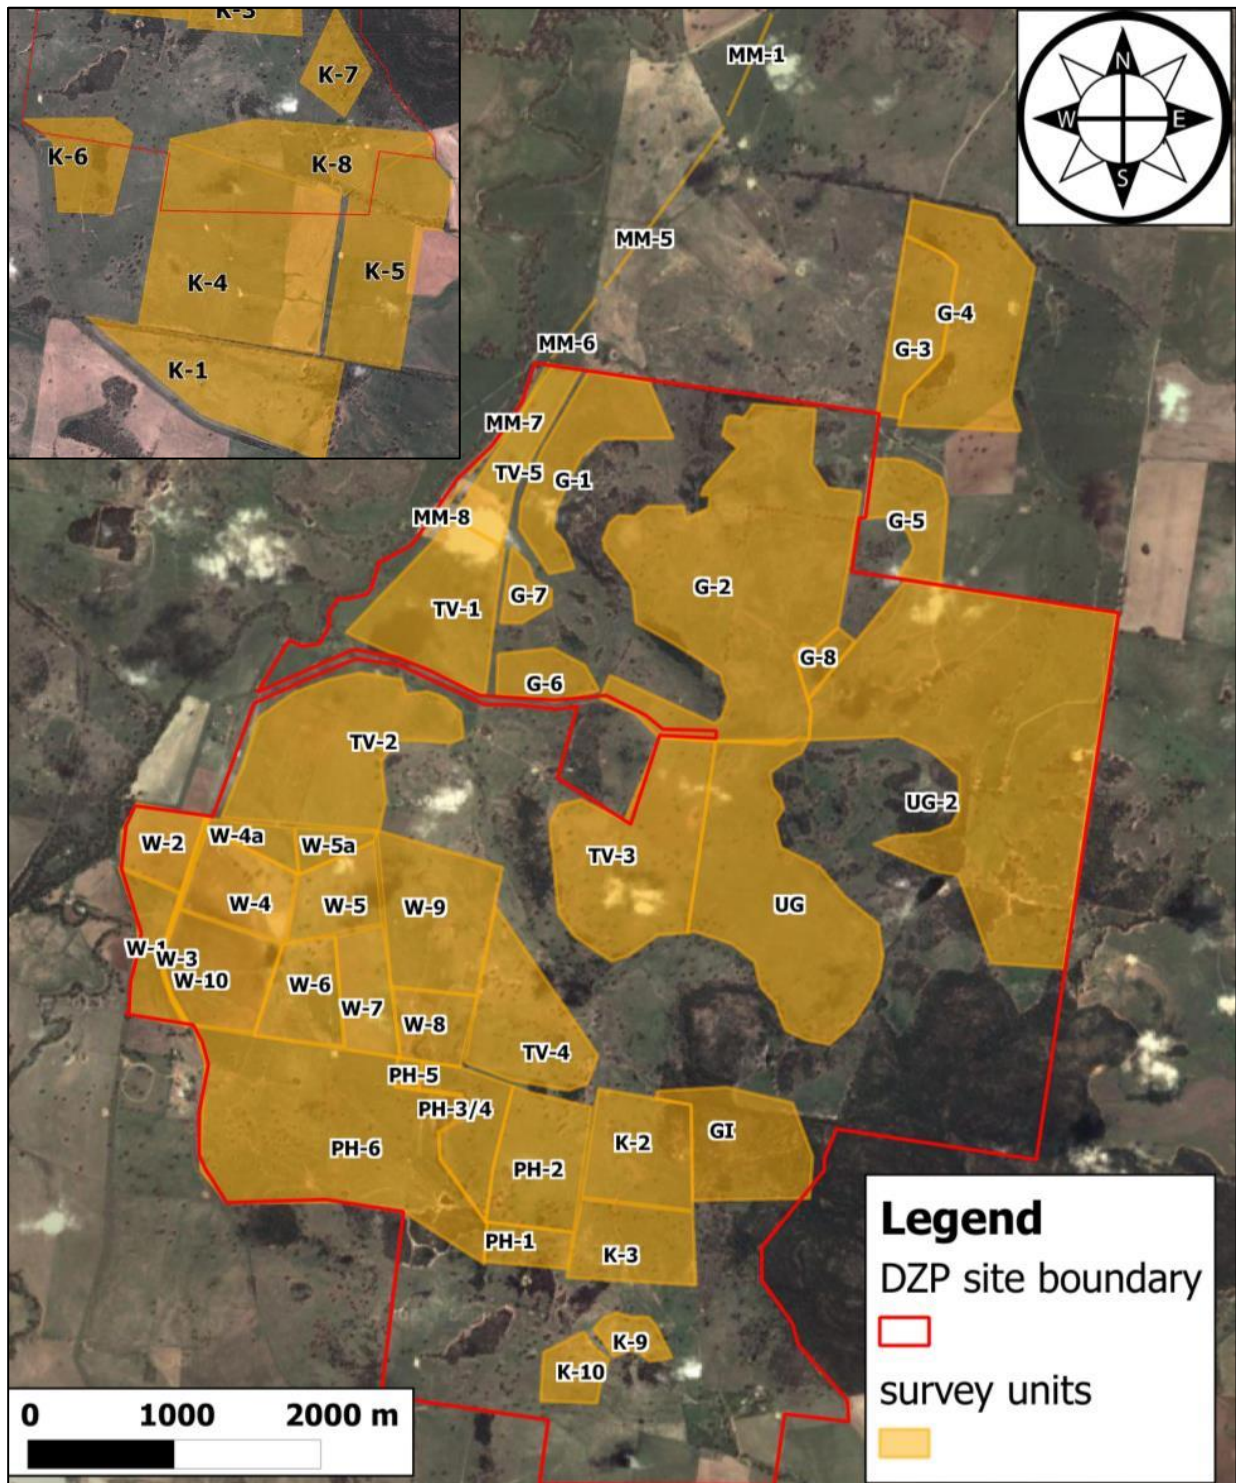 K-3
K-7
K-6
K-8
K-4
K-5
K-1
MM-1
N
W
E
S
MM-5
G-4
G-3
MM-6
MM-7
TV-5
G-1
MM-8
G-5
G-7
G-2
TV-1
G-8
G-6
TV-2
UG-2
W-4a
W-2
W-5a
TV-3
W-4
W-5
W-9
UG
W-1
W-3
W-10
W-6
W-7
W-8
TV-4
PH-5
PH-3/4
GI
K-2
PH-6
PH-2
PH-1
K-3
K-9
K-10
Legend
DZP site boundary
survey units
0 1000 2000 m